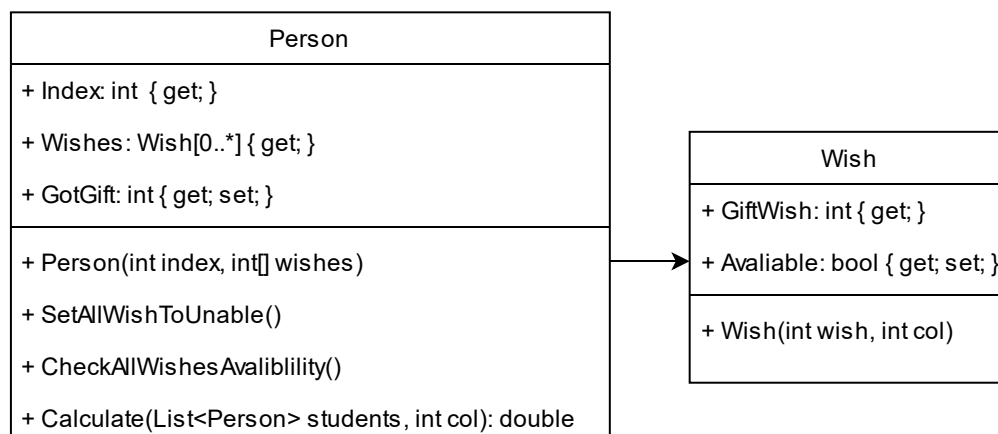 Person
+ Index: int { get; }
+ Wishes: Wish[0..*] { get; }
+ GotGift: int { get; set; }
+ Person(int index, int[] wishes)
+ SetAllWishToUnable()
+ CheckAllWishesAvaliblility()
+ Calculate(List<Person> students, int col): double
Wish
+ GiftWish: int { get; }
+ Avaliable: bool { get; set; }
+ Wish(int wish, int col)